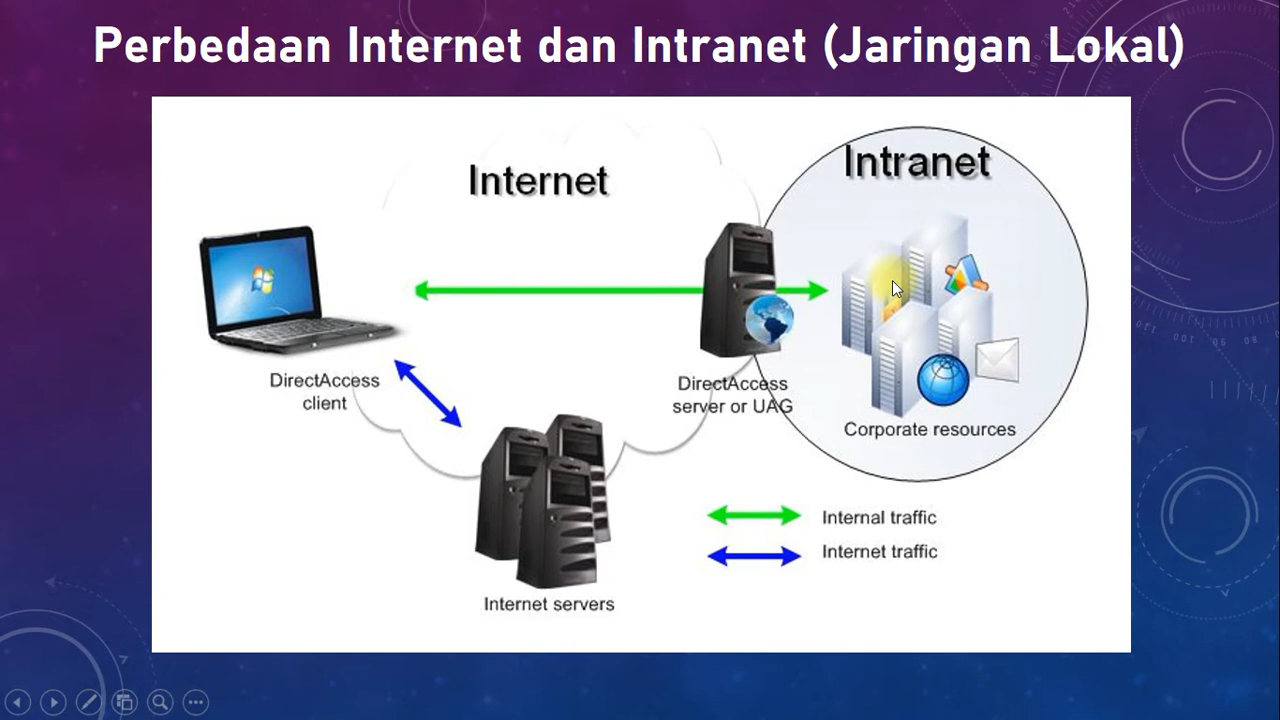 Perbedaan Internet dan Intranet (Jaringan Lokal)
Internet
Intranet
DirectAccess
client
DirectAccess
server or UAG
Corporate resources
Internet servers
Internal traffic
Internet traffic